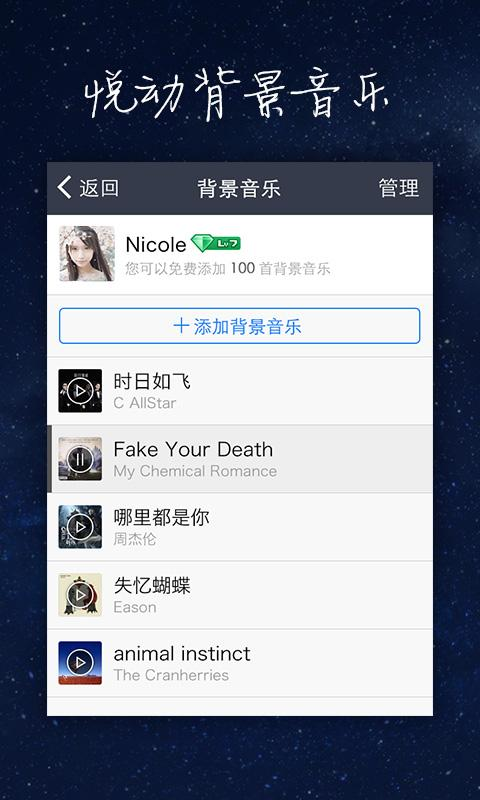 悦动背景音乐
返回 背景音乐 管理
Nicole Lv7
您可以免费添加 100 首背景音乐
+添加背景音乐
时日如飞
C AllStar
Fake Your Death
My Chemical Romance
哪里都是你
周杰伦
失忆蝴蝶
Eason
animal instinct
The Cranherries